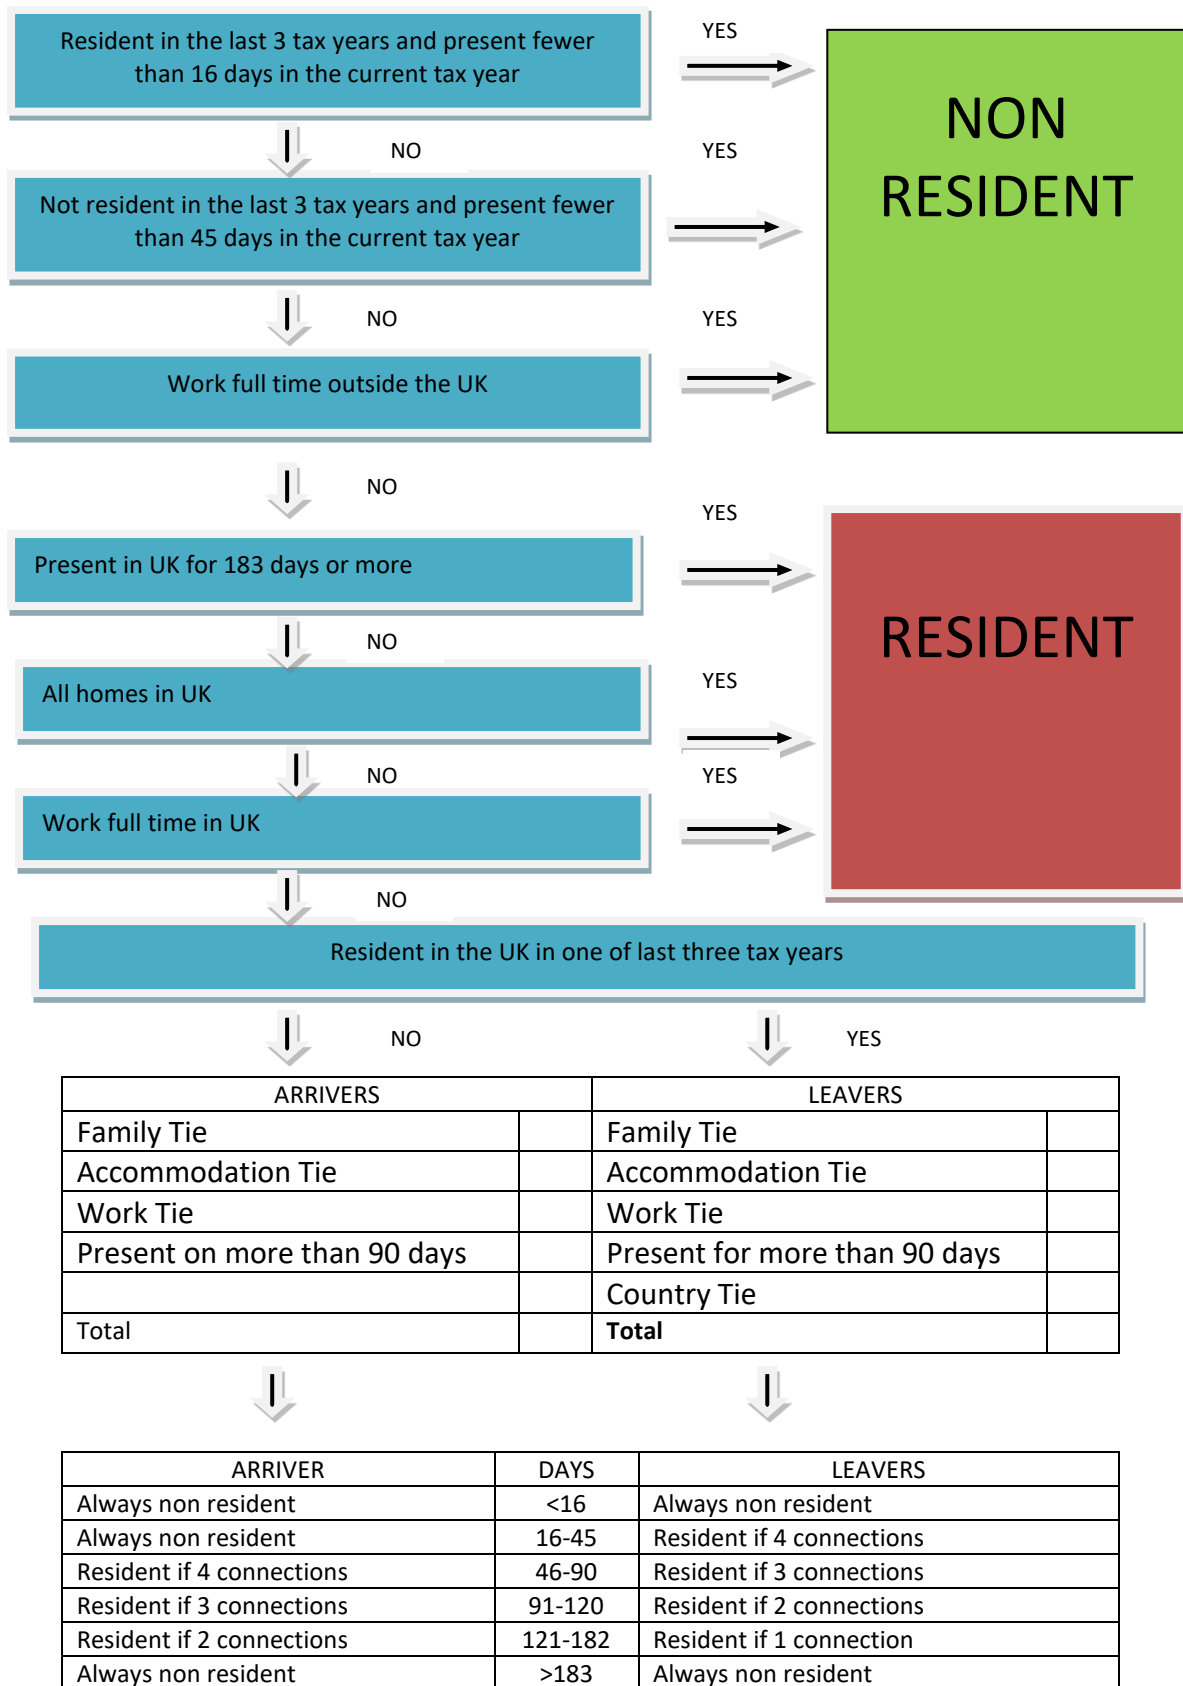 Resident in the last 3 tax years and present fewer
than 16 days in the current tax year
YES
NON
RESIDENT
NO
YES
Not resident in the last 3 tax years and present fewer
than 45 days in the current tax year
NO
YES
Work full time outside the UK
NO
YES
Present in UK for 183 days or more
RESIDENT
NO
YES
All homes in UK
NO
YES
Work full time in UK
NO
Resident in the UK in one of last three tax years
NO
YES
ARRIVERS LEAVERS
Family Tie Family Tie
Accommodation Tie Accommodation Tie
Work Tie Work Tie
Present on more than 90 days Present for more than 90 days
Country Tie
Total Total
ARRIVER DAYS LEAVERS
Always non resident <16 Always non resident
Always non resident 16-45 Resident if 4 connections
Resident if 4 connections 46-90 Resident if 3 connections
Resident if 3 connections 91-120 Resident if 2 connections
Resident if 2 connections 121-182 Resident if 1 connection
Always non resident >183 Always non resident